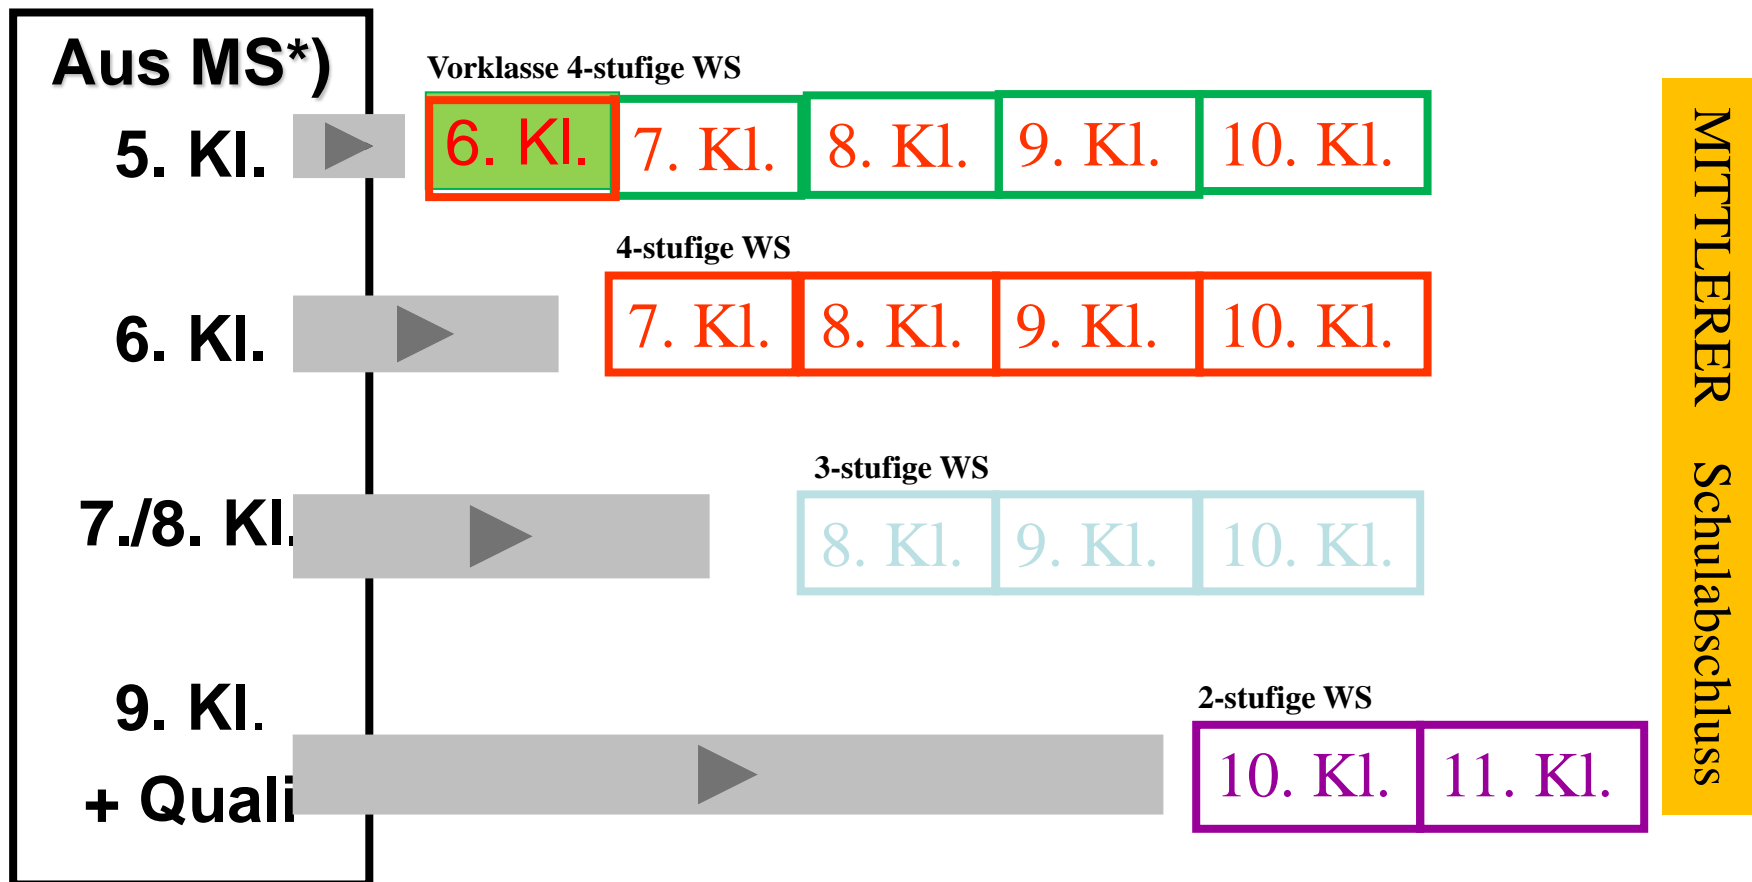 Aus MS*)
Vorklasse 4-stufige WS
5. Kl.
6. Kl.
7. Kl.
8. Kl.
9. Kl.
10. Kl.
4-stufige WS
6. Kl.
7. Kl.
8. Kl.
9. Kl.
10. Kl.
3-stufige WS
7./8. Kl.
8. Kl.
9. Kl.
10. Kl.
2-stufige WS
9. Kl.
+ Quali
10. Kl.
11. Kl.
MITTLERER Schulabschluss